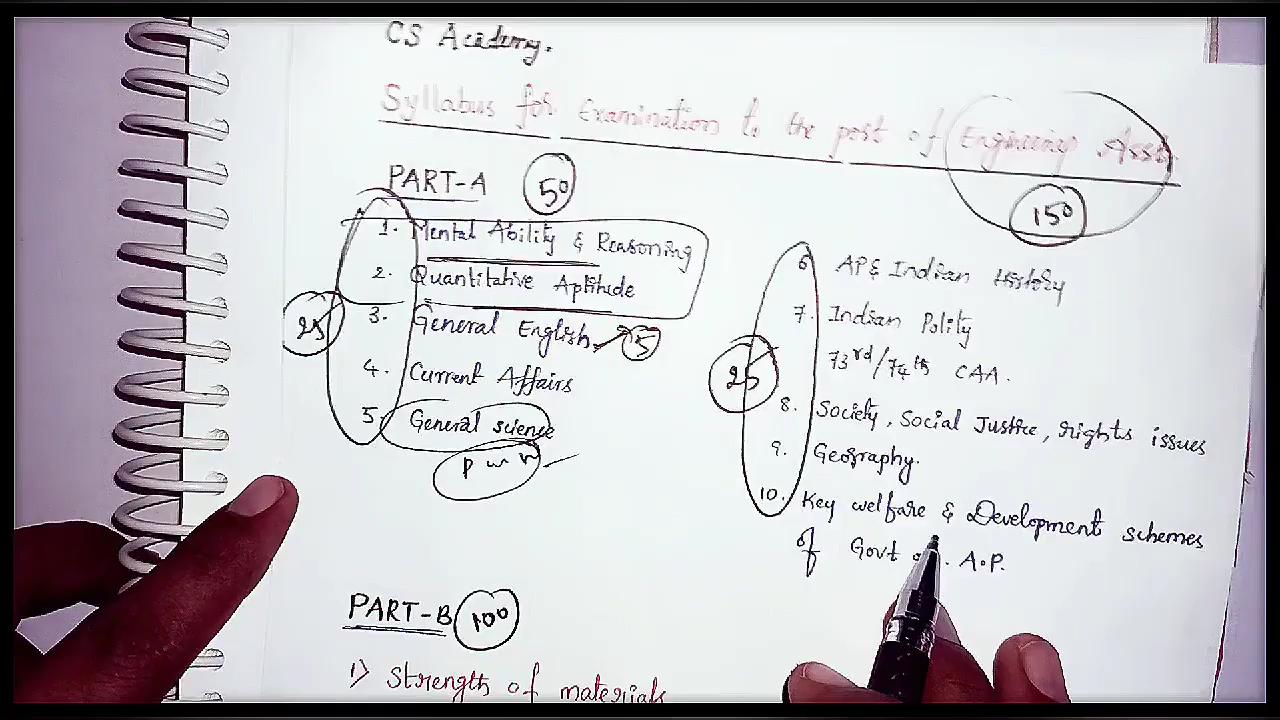 CS Academy.
Syllabus for Examination to the post of Engineering Asst.
150
PART-A 50
1. Mental Ability & Reasoning
2. Quantitative Aptitude
3. General English 5
4. Current Affairs
5. General science
25
6 AP & Indian History
7. Indian Polity
73rd/74th CAA.
8. Society, Social Justice, rights issues
9. Geography.
10. Key welfare & Development schemes
of Govt A.P.
25
PART-B 100
1) Strength of materials